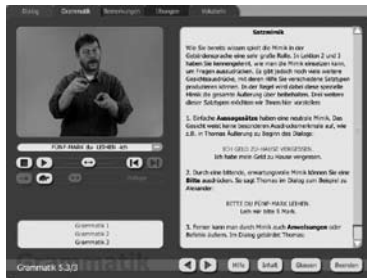 Dialog Grammatik Bemerkungen Übungen Vokabeln
Satzmimik
Wie Sie bereits wissen spielt die Mimik in der
Gebärdensprache eine sehr große Rolle. In Lektion 2 und 3
haben Sie kennengelernt, wie man die Mimik einsetzen kann,
um Fragen auszudrücken. Es gibt jedoch noch viele weitere
Gesichtsausdrücke, mit deren Hilfe Sie verschiedene Satztypen
produzieren können. In der Regel wird dabei diese spezielle
Mimik die gesamte Äußerung über beibehalten. Drei weitere
dieser Satztypen möchten wir Ihnen hier vorstellen:
1. Einfache Aussagesätze haben eine neutrale Mimik. Das
Gesicht weist keine besonderen Ausdrucksmerkmale auf, wie
z.B. in Thomas Äußerung zu Beginn des Dialogs:
ICH GELD ZU-HAUSE VERGESSEN.
Ich habe mein Geld zu Hause vergessen.
2. Durch eine bittende, erwartungsvolle Mimik können Sie eine
Bitte ausdrücken. So sagt Thomas im Dialog zum Beispiel zu
Alexander:
BITTE DU FÜNF-MARK LEIHEN.
Leih mir bitte 5 Mark.
3. Ferner kann man durch Mimik auch Anweisungen oder
Befehle äußern. Im Dialog gebärdet Thomas:
FÜNF-MARK du-LEIHEN-ich
Grammatik 1
Grammatik 2
Grammatik 3
Grammatik 5.3/3
Hilfe Inhalt Glossar Beenden